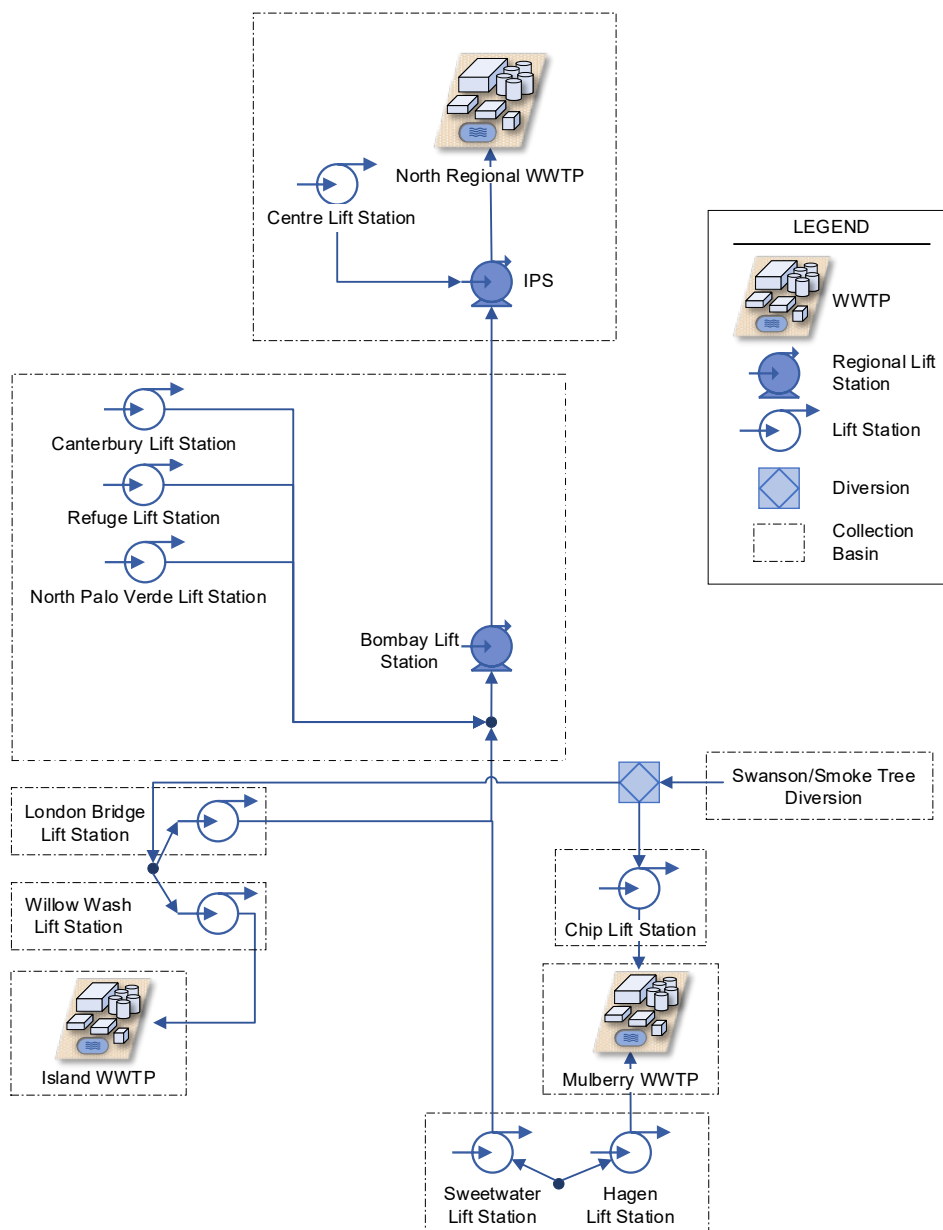 North Regional WWTP
Centre Lift Station
IPS
LEGEND
WWTP
Regional Lift
Station
Lift Station
Diversion
Collection
Basin
Canterbury Lift Station
Refuge Lift Station
North Palo Verde Lift Station
Bombay Lift
Station
Swanson/Smoke Tree
Diversion
London Bridge
Lift Station
Willow Wash
Lift Station
Chip Lift Station
Island WWTP
Mulberry WWTP
Sweetwater
Lift Station
Hagen
Lift Station